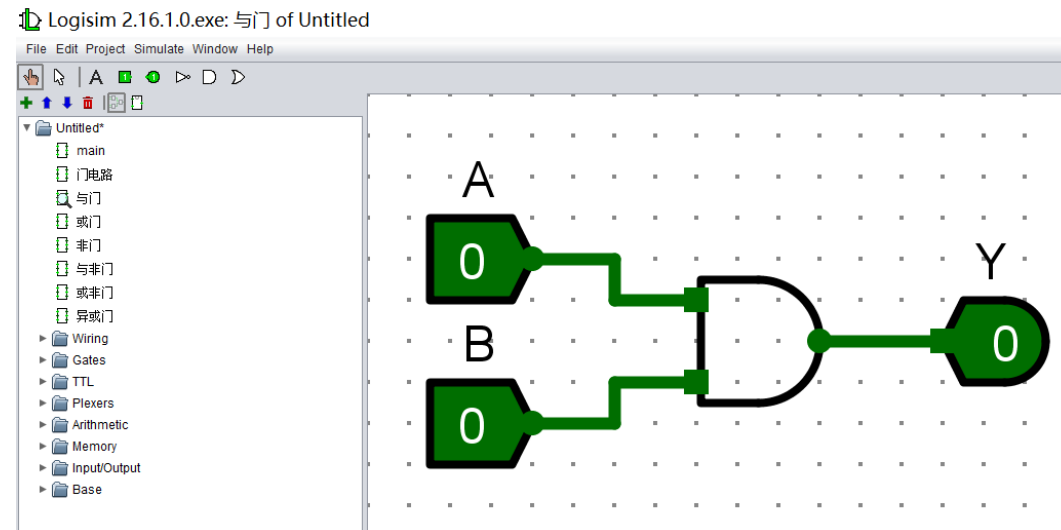 Logisim 2.16.1.0.exe: 与门 of Untitled
File Edit Project Simulate Window Help
A 1 1
Untitled*
main
门电路
与门
或门
非门
与非门
或非门
异或门
Wiring
Gates
TTL
Plexers
Arithmetic
Memory
Input/Output
Base
A
0
B
0
Y
0